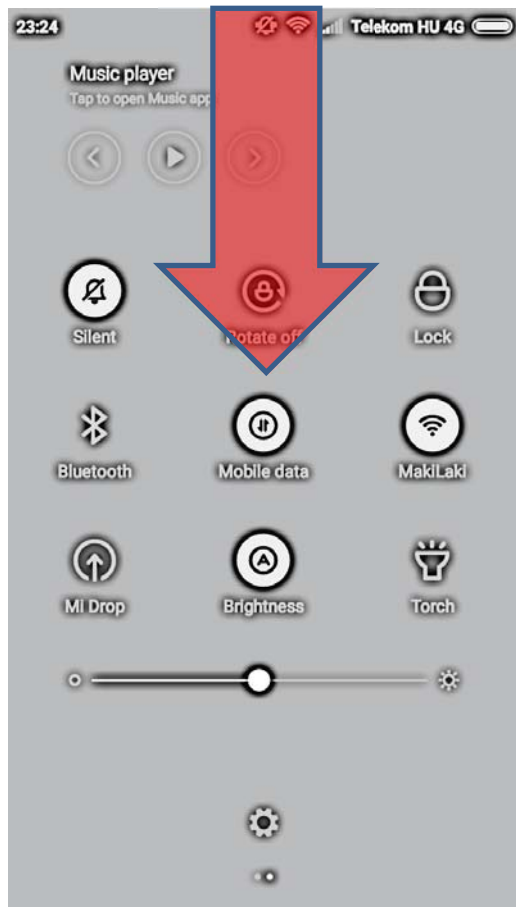 23:24 Telekom HU 4G
Music player
Tap to open Music app
Silent Rotate off Lock
Bluetooth Mobile data MakiLaki
Mi Drop Brightness Torch